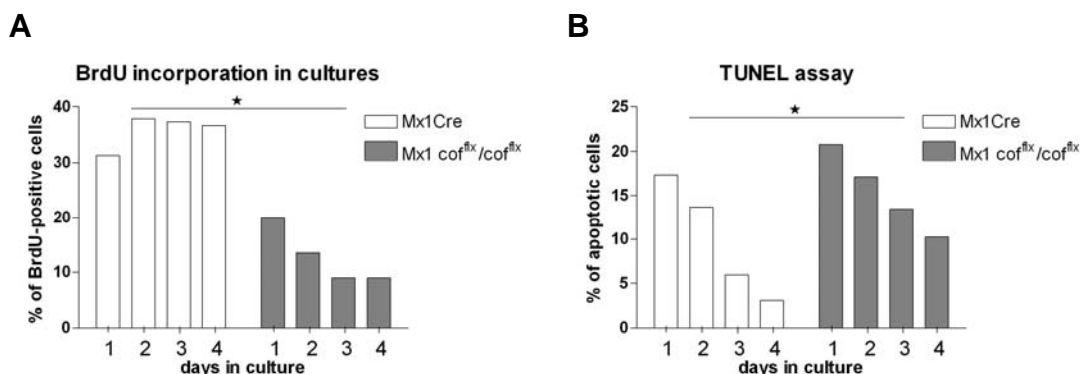 A
BrdU incorporation in cultures
★
40
30
20
10
0
% of BrdU-positive cells
Mx1Cre
Mx1 cof^flx/cof^flx
1 2 3 4 1 2 3 4
days in culture
B
TUNEL assay
★
25
20
15
10
5
0
% of apoptotic cells
Mx1Cre
Mx1 cof^flx/cof^flx
1 2 3 4 1 2 3 4
days in culture